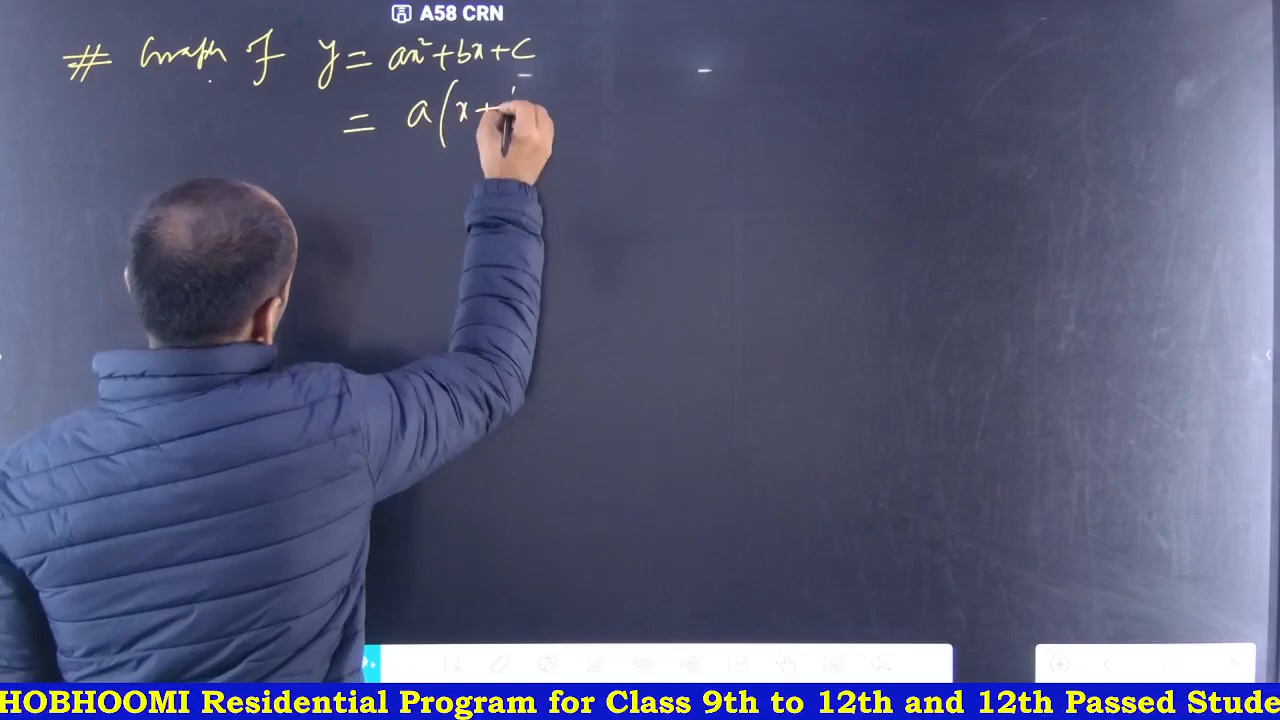 A58 CRN
# Graph of y = ax²+bx+c
= a(x+
HOBHOOMI Residential Program for Class 9th to 12th and 12th Passed Stude